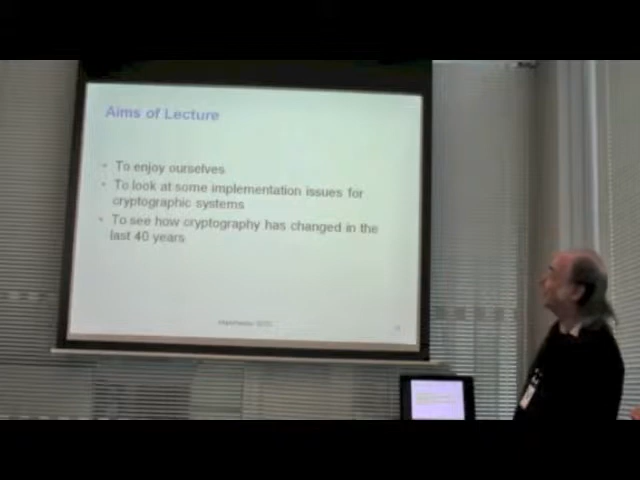 Aims of Lecture
• To enjoy ourselves
• To look at some implementation issues for
cryptographic systems
• To see how cryptography has changed in the
last 40 years